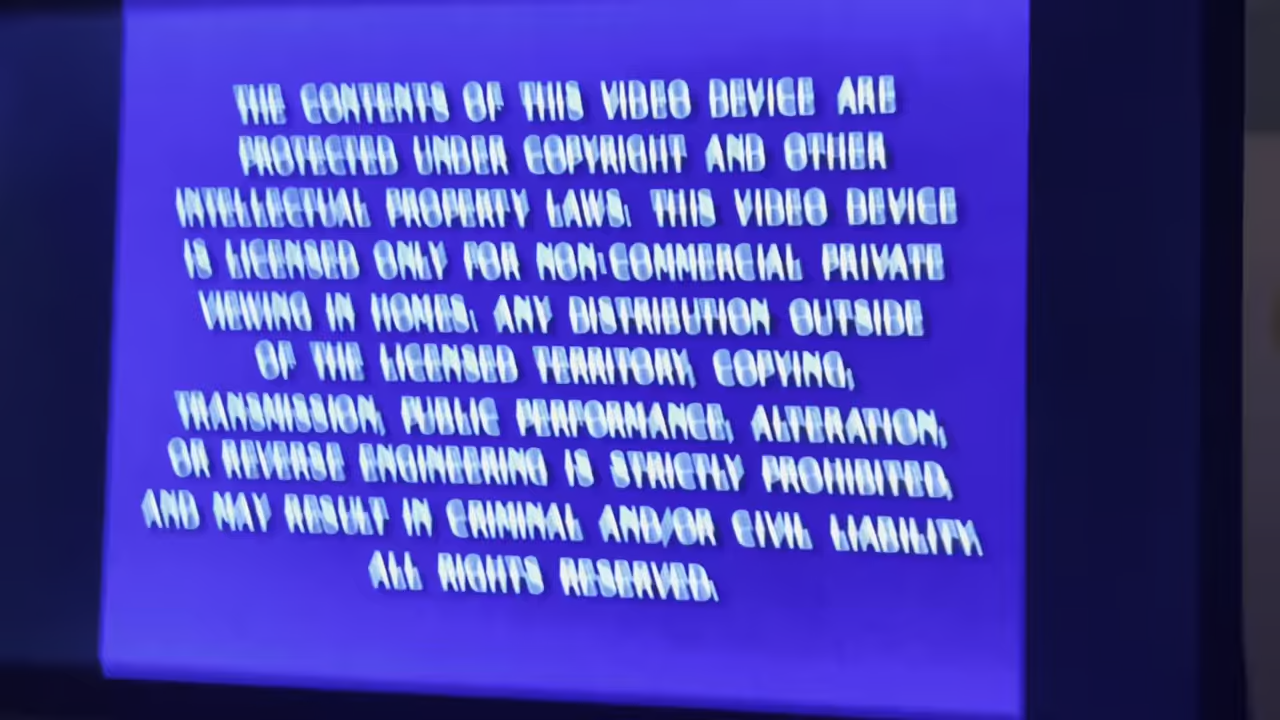 THE CONTENTS OF THIS VIDEO DEVICE ARE
PROTECTED UNDER COPYRIGHT AND OTHER
INTELLECTUAL PROPERTY LAWS. THIS VIDEO DEVICE
IS LICENSED ONLY FOR NON-COMMERCIAL PRIVATE
VIEWING IN HOMES. ANY DISTRIBUTION OUTSIDE
OF THE LICENSED TERRITORY, COPYING,
TRANSMISSION, PUBLIC PERFORMANCE, ALTERATION,
OR REVERSE ENGINEERING IS STRICTLY PROHIBITED,
AND MAY RESULT IN CRIMINAL AND/OR CIVIL LIABILITY.
ALL RIGHTS RESERVED.